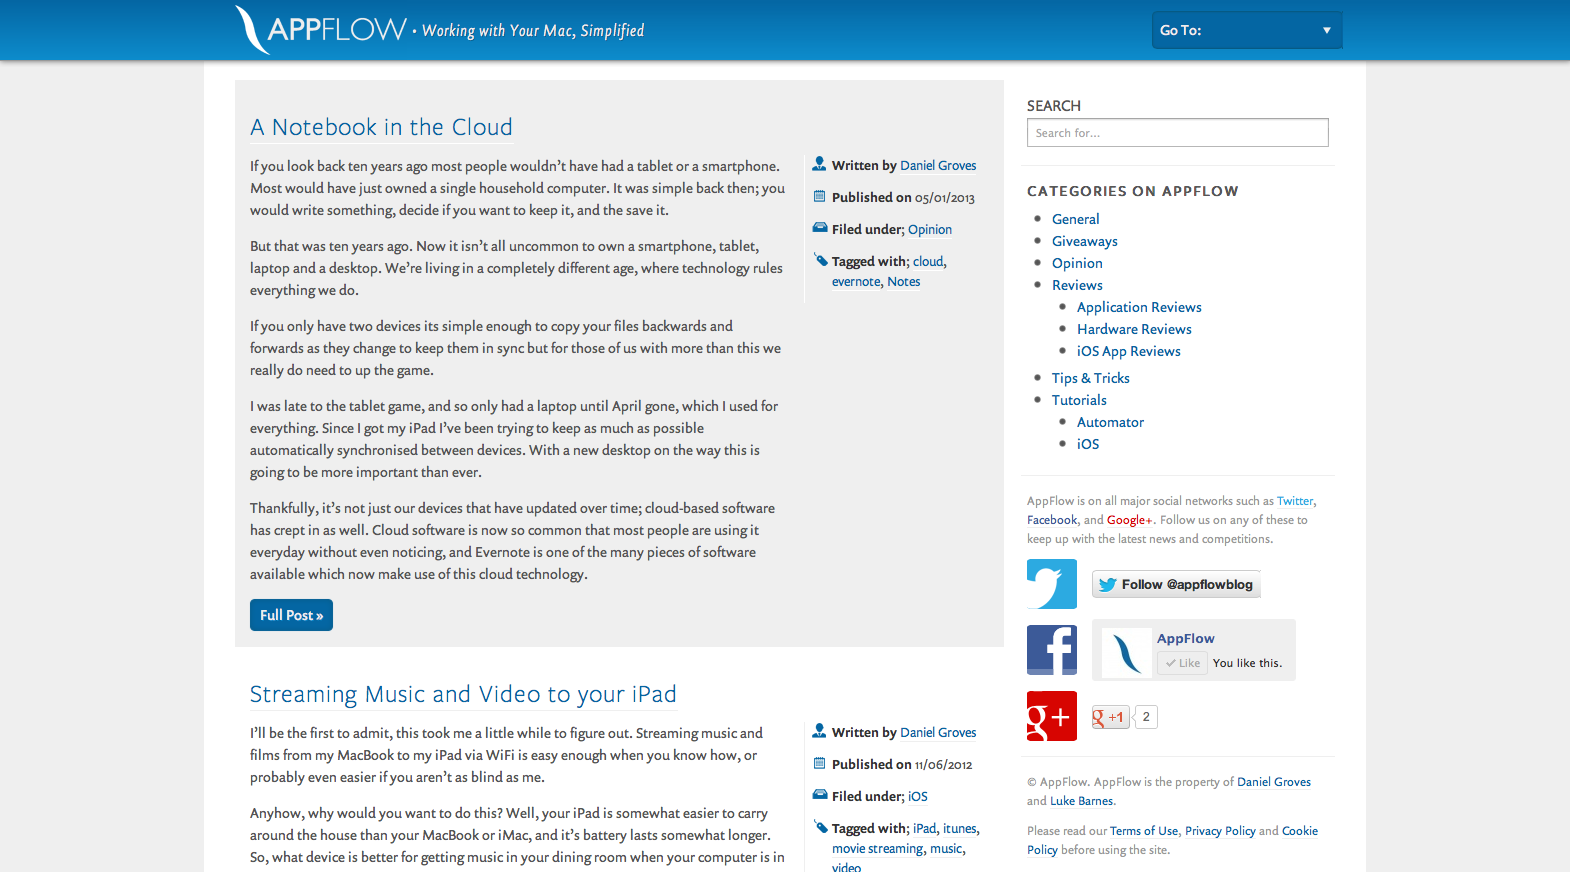 APPFLOW • Working with Your Mac, Simplified
Go To:
A Notebook in the Cloud
If you look back ten years ago most people wouldn't have had a tablet or a smartphone.
Most would have just owned a single household computer. It was simple back then; you
would write something, decide if you want to keep it, and the save it.
But that was ten years ago. Now it isn't all uncommon to own a smartphone, tablet,
laptop and a desktop. We're living in a completely different age, where technology rules
everything we do.
If you only have two devices its simple enough to copy your files backwards and
forwards as they change to keep them in sync but for those of us with more than this we
really do need to up the game.
I was late to the tablet game, and so only had a laptop until April gone, which I used for
everything. Since I got my iPad I've been trying to keep as much as possible
automatically synchronised between devices. With a new desktop on the way this is
going to be more important than ever.
Thankfully, it's not just our devices that have updated over time; cloud-based software
has crept in as well. Cloud software is now so common that most people are using it
everyday without even noticing, and Evernote is one of the many pieces of software
available which now make use of this cloud technology.
Full Post »
Written by Daniel Groves
Published on 05/01/2013
Filed under; Opinion
Tagged with; cloud,
evernote, Notes
Streaming Music and Video to your iPad
I'll be the first to admit, this took me a little while to figure out. Streaming music and
films from my MacBook to my iPad via WiFi is easy enough when you know how, or
probably even easier if you aren't as blind as me.
Anyhow, why would you want to do this? Well, your iPad is somewhat easier to carry
around the house than your MacBook or iMac, and it's battery lasts somewhat longer.
So, what device is better for getting music in your dining room when your computer is in
Written by Daniel Groves
Published on 11/06/2012
Filed under; iOS
Tagged with; iPad, itunes,
movie streaming, music,
video
SEARCH
Search for...
CATEGORIES ON APPFLOW
General
Giveaways
Opinion
Reviews
Application Reviews
Hardware Reviews
iOS App Reviews
Tips & Tricks
Tutorials
Automator
iOS
AppFlow is on all major social networks such as Twitter,
Facebook, and Google+. Follow us on any of these to
keep up with the latest news and competitions.
Follow @appflowblog
f
AppFlow
Like You like this.
g+
g +1 2
© AppFlow. AppFlow is the property of Daniel Groves
and Luke Barnes.
Please read our Terms of Use, Privacy Policy and Cookie
Policy before using the site.